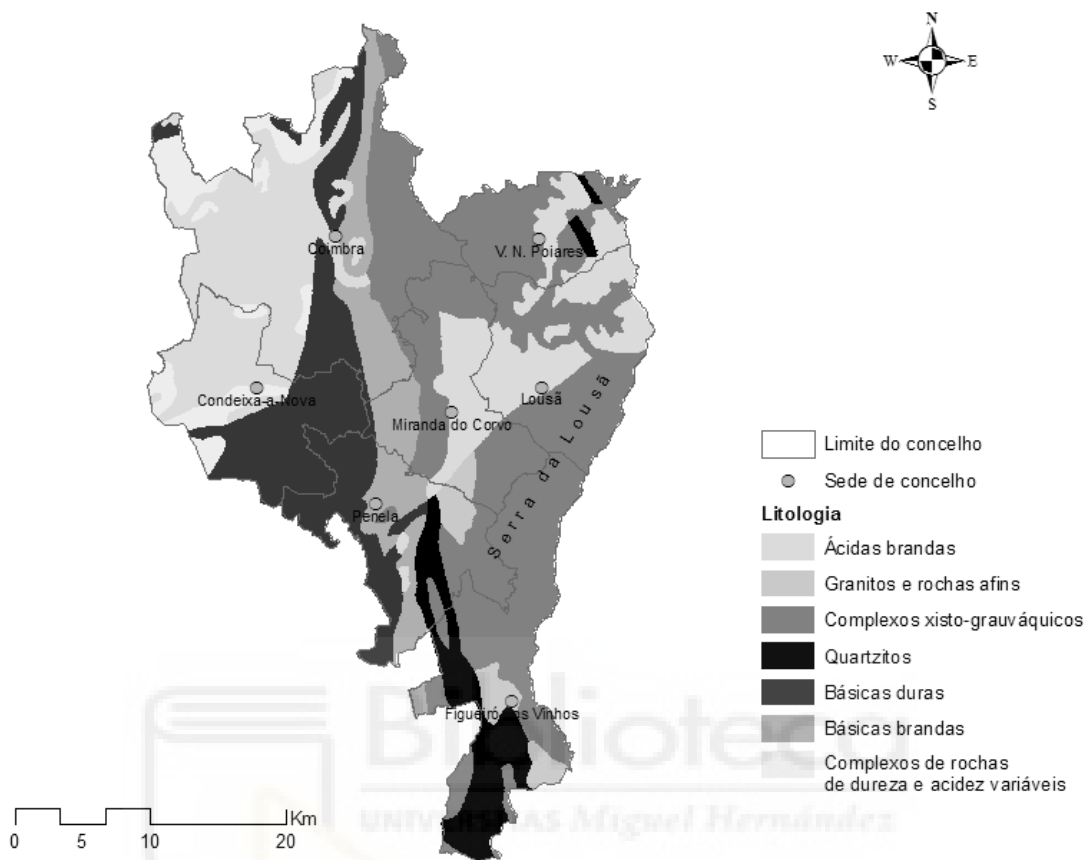 N
W E
S
Coimbra
V. N. Poiares
Condeixa-a-Nova
Lousã
Miranda do Corvo
Serra da Lousã
Penela
Figueiró dos Vinhos
Limite do concelho
Sede de concelho
Litologia
Ácidas brandas
Granitos e rochas afins
Complexos xisto-grauváquicos
Quartzitos
Básicas duras
Básicas brandas
Complexos de rochas
de dureza e acidez variáveis
Km
0 5 10 20
Biblioteca
UNIVERSITAS Miguel Hernández